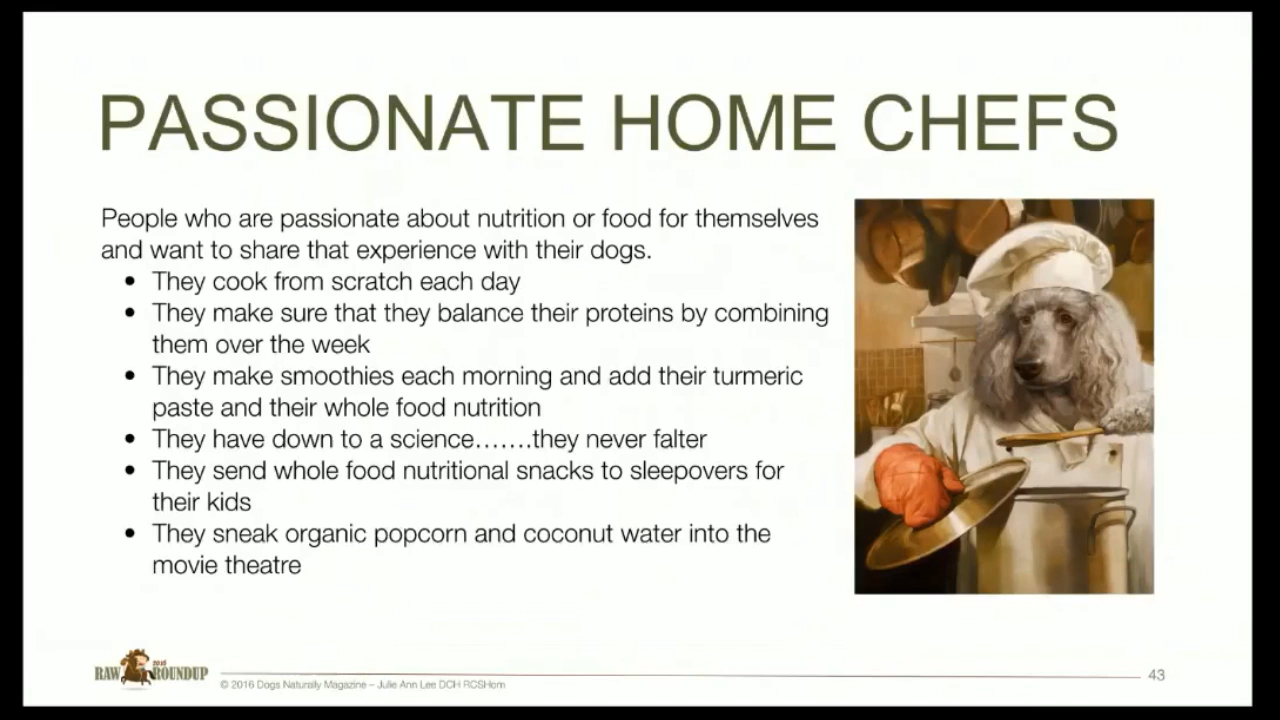 PASSIONATE HOME CHEFS
People who are passionate about nutrition or food for themselves
and want to share that experience with their dogs.
• They cook from scratch each day
• They make sure that they balance their proteins by combining
them over the week
• They make smoothies each morning and add their turmeric
paste and their whole food nutrition
• They have down to a science…….they never falter
• They send whole food nutritional snacks to sleepovers for
their kids
• They sneak organic popcorn and coconut water into the
movie theatre
RAW 2016 ROUNDUP
© 2016 Dogs Naturally Magazine – Julie Ann Lee DCH RCSHom
43